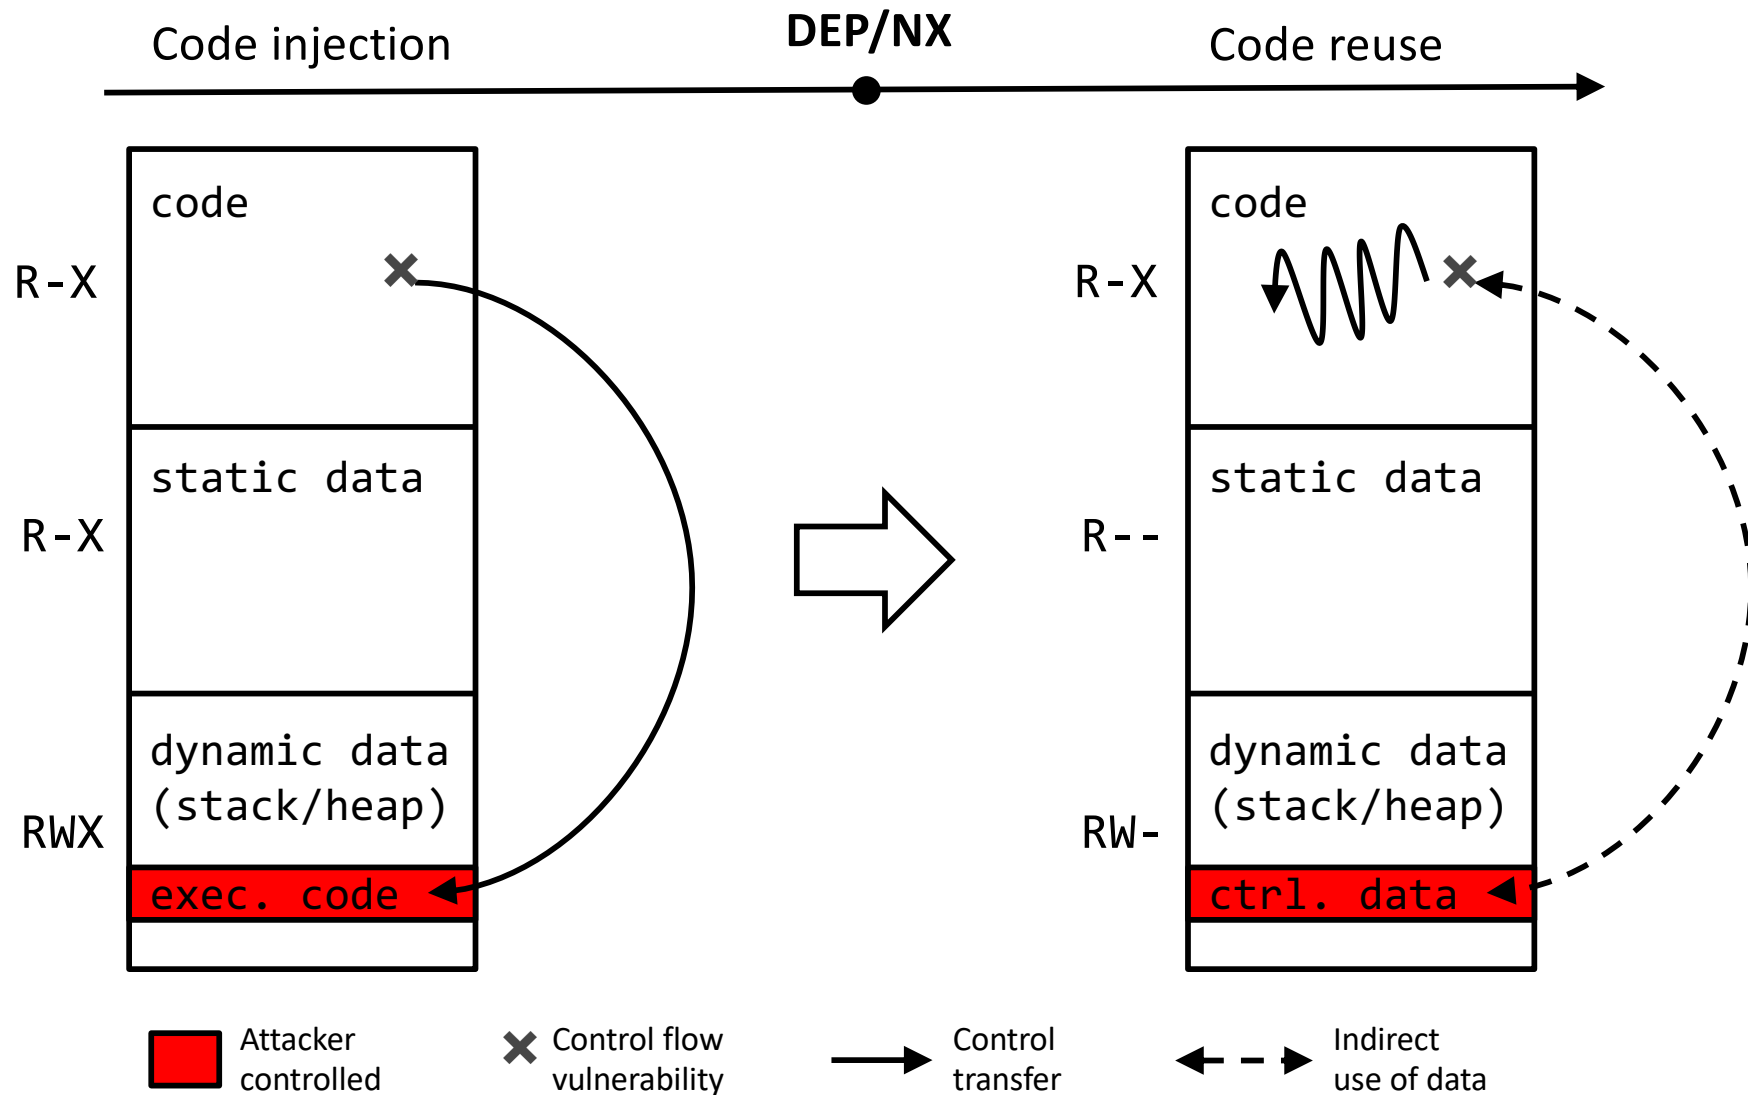 Code injection
DEP/NX
Code reuse
code
R-X
static data
R-X
dynamic data
(stack/heap)
RWX
exec. code
code
R-X
static data
R--
dynamic data
(stack/heap)
RW-
ctrl. data
Attacker
controlled
Control flow
vulnerability
Control
transfer
Indirect
use of data